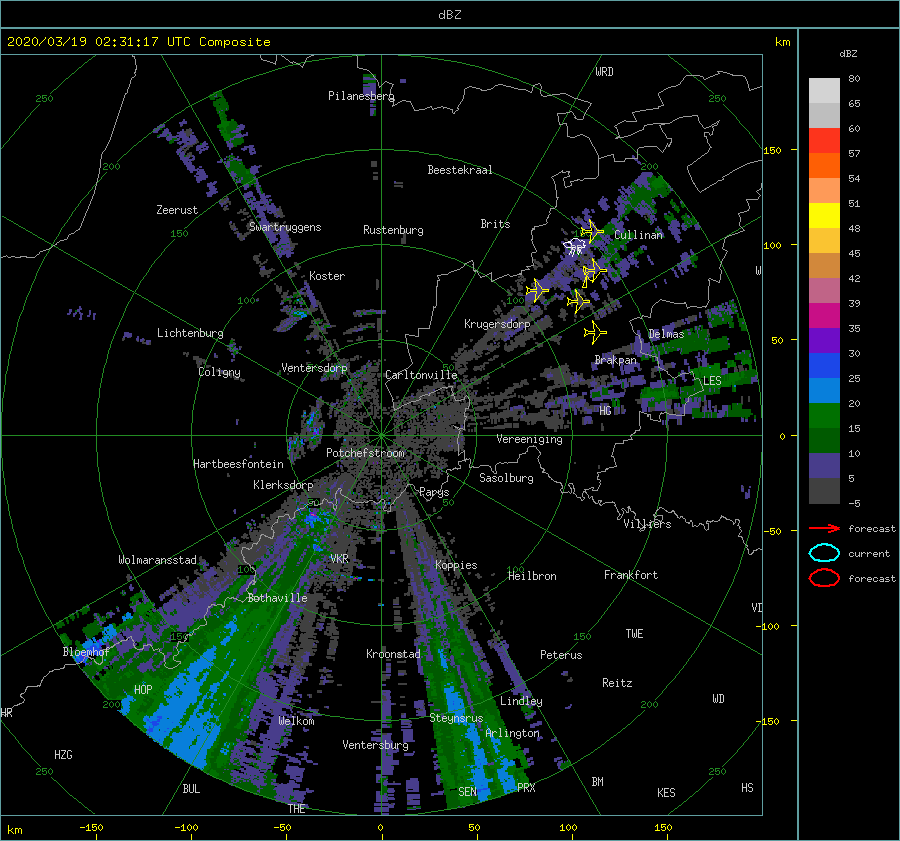 dBZ
2020/03/19 02:31:17 UTC Composite
km
dBZ
WRD
250
Pilanesberg
250
80
65
60
57
54
51
48
45
42
39
35
30
25
20
15
10
5
-5
150
200
Beestekraal
200
Zeerust
Swartruggens
Rustenburg
Brits
Cullinan
150
100
Koster
W
100
100
Lichtenburg
Krugersdorp
Delmas
50
Coligny
Ventersdorp
Carltonville
Brakpan
LES
HG
0
Vereeniging
Potchefstroom
Hartbeesfontein
Sasolburg
Klerksdorp
Parys
50
50
Villiers
-50
forecast
current
forecast
Wolmaransstad
VKR
Koppies
100
100
Heilbron
Frankfort
Bothaville
VI
-100
150
150
TWE
Bloemhof
Kroonstad
Peterus
HOP
Reitz
WD
200
200
Lindley
HR
Welkom
Steynsrus
-150
Arlington
HZG
Ventersburg
250
250
BUL
SEN
PRX
BM
KES
HS
THE
km
-150
-100
-50
0
50
100
150